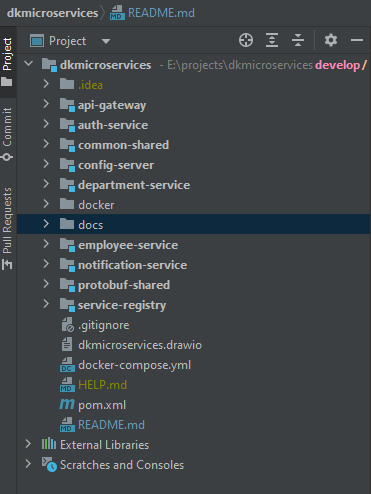 dkmicroservices README.md
Project
Project
Commit
Pull Requests
dkmicroservices - E:\projects\dkmicroservices develop /
.idea
api-gateway
auth-service
common-shared
config-server
department-service
docker
docs
employee-service
notification-service
protobuf-shared
service-registry
.gitignore
dkmicroservices.drawio
DC docker-compose.yml
MD HELP.md
m pom.xml
MD README.md
External Libraries
Scratches and Consoles